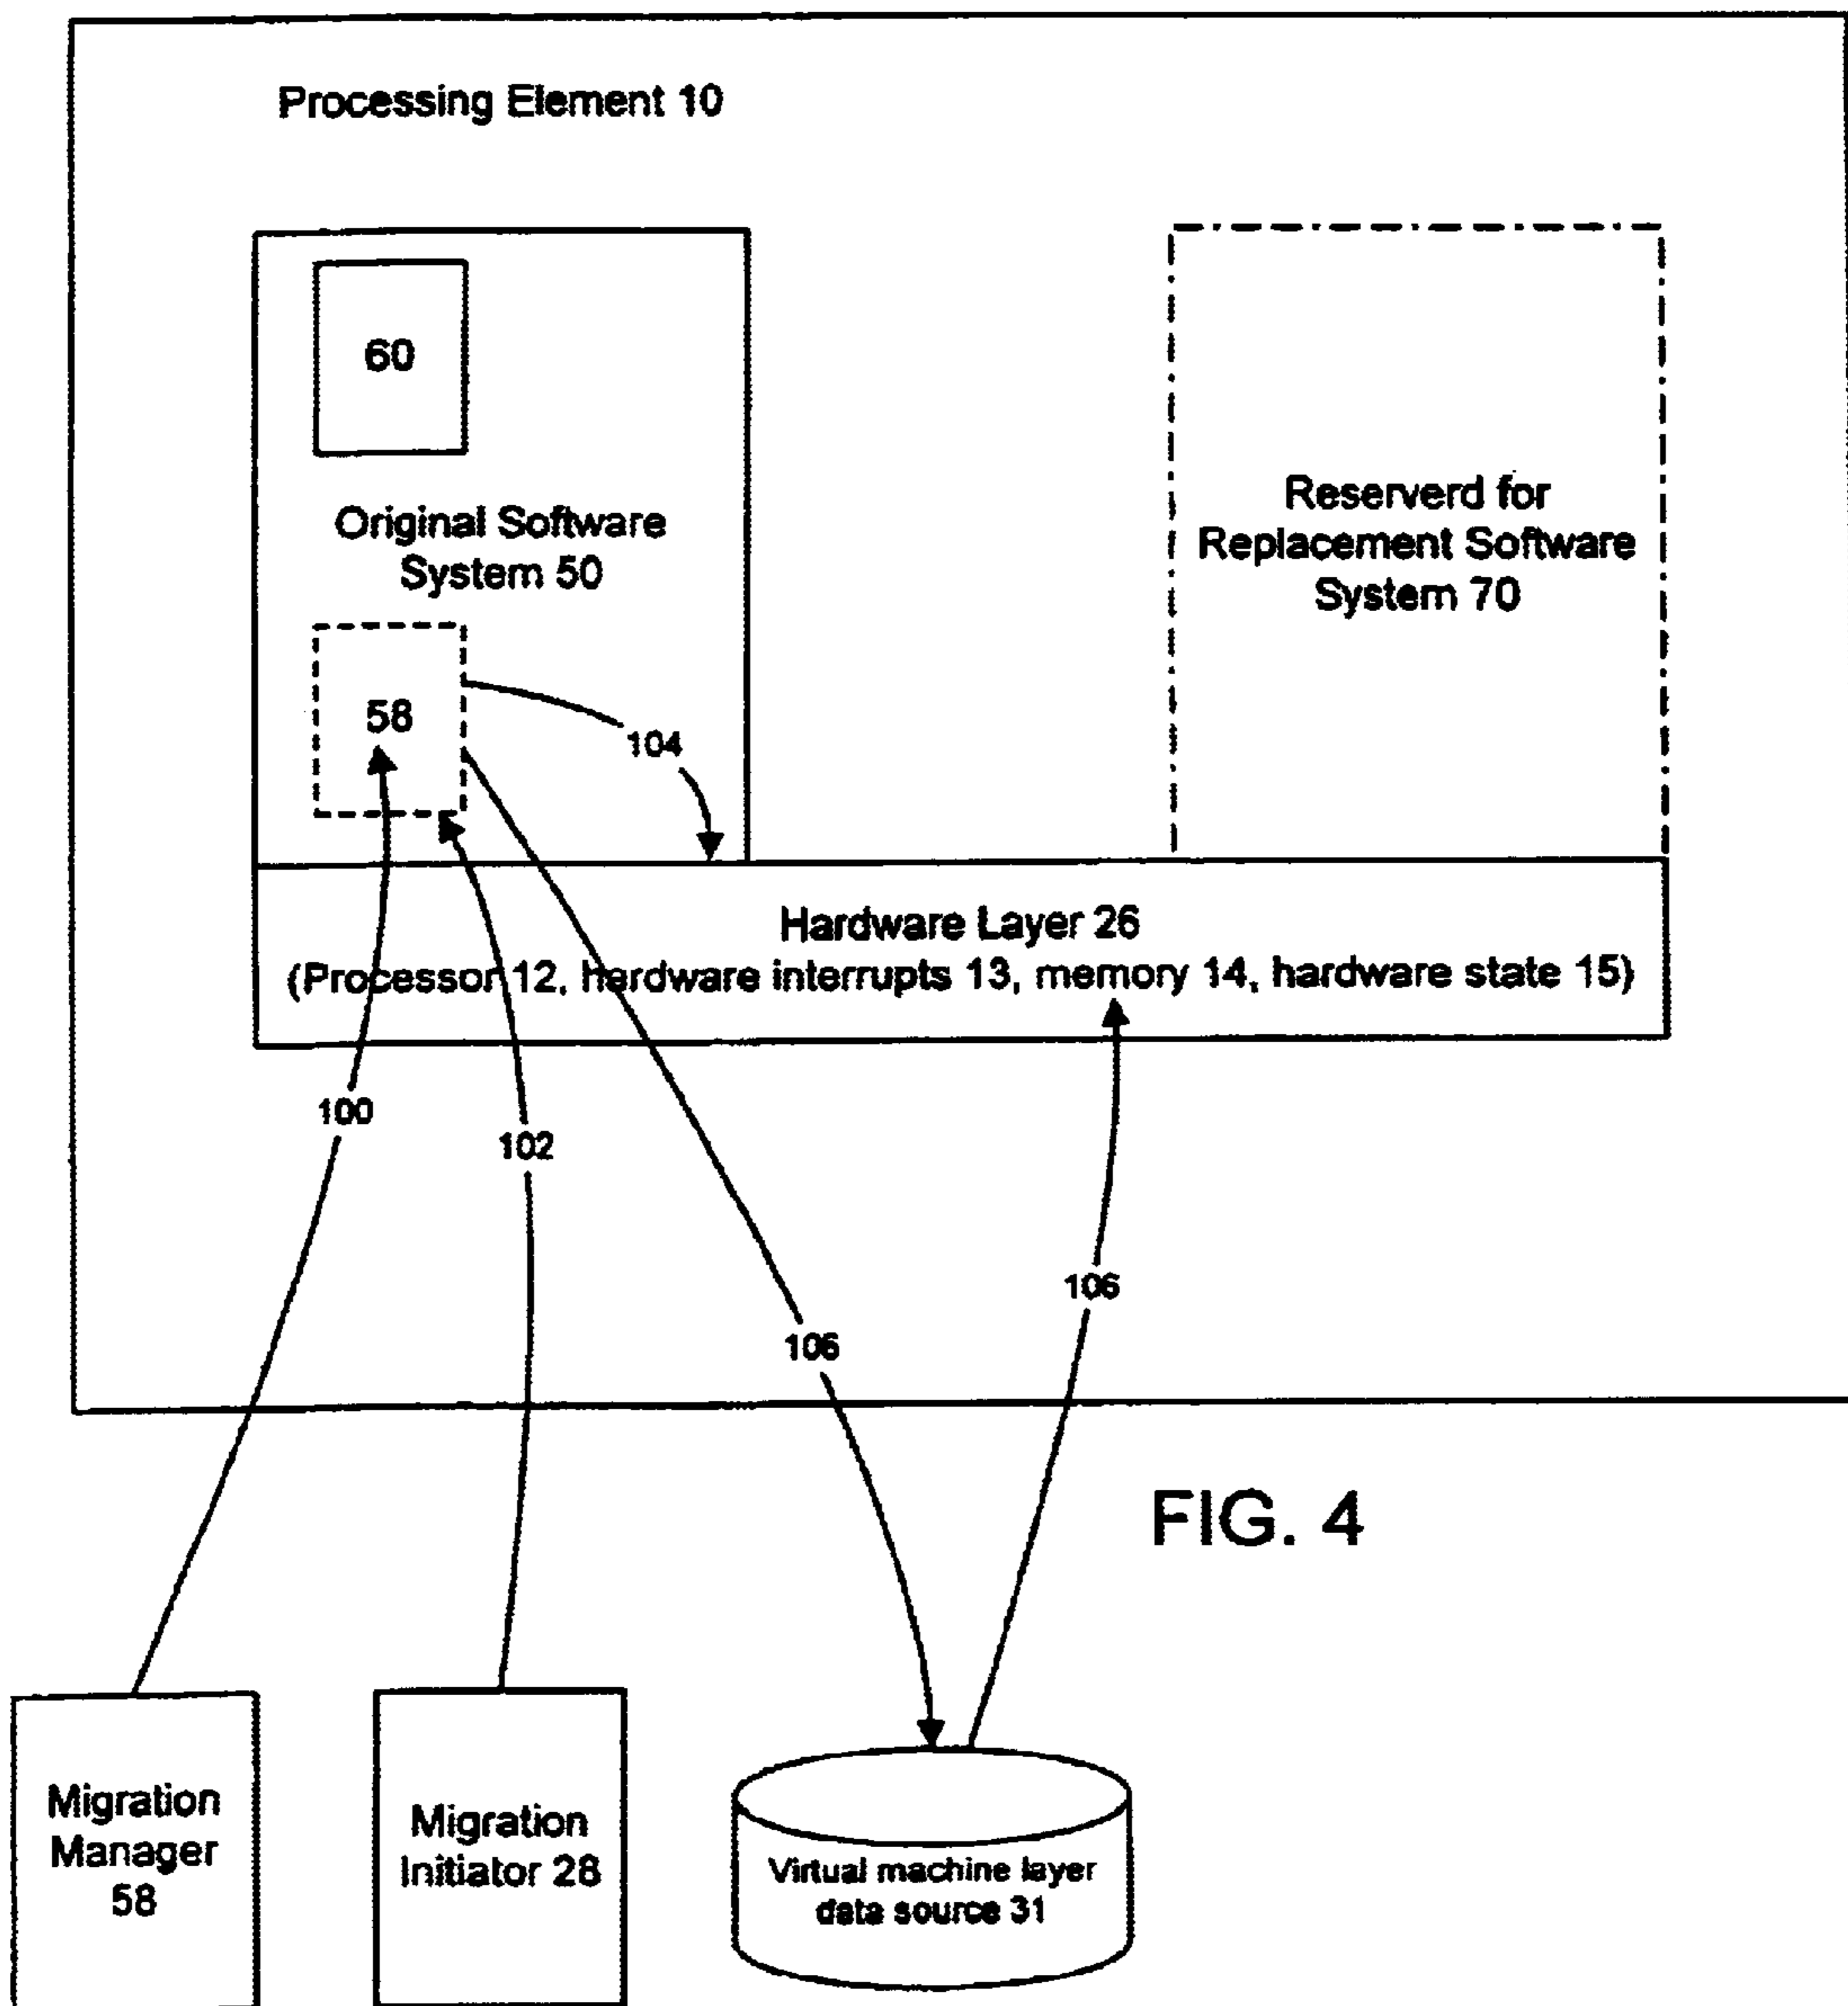 Processing Element 10
60
Original Software
System 50
Reserverd for
Replacement Software
System 70
58
104
Hardware Layer 26
(Processor 12, hardware interrupts 13, memory 14, hardware state 15)
100
102
106
106
FIG. 4
Migration
Manager
58
Migration
Initiator 28
Virtual machine layer
data source 31